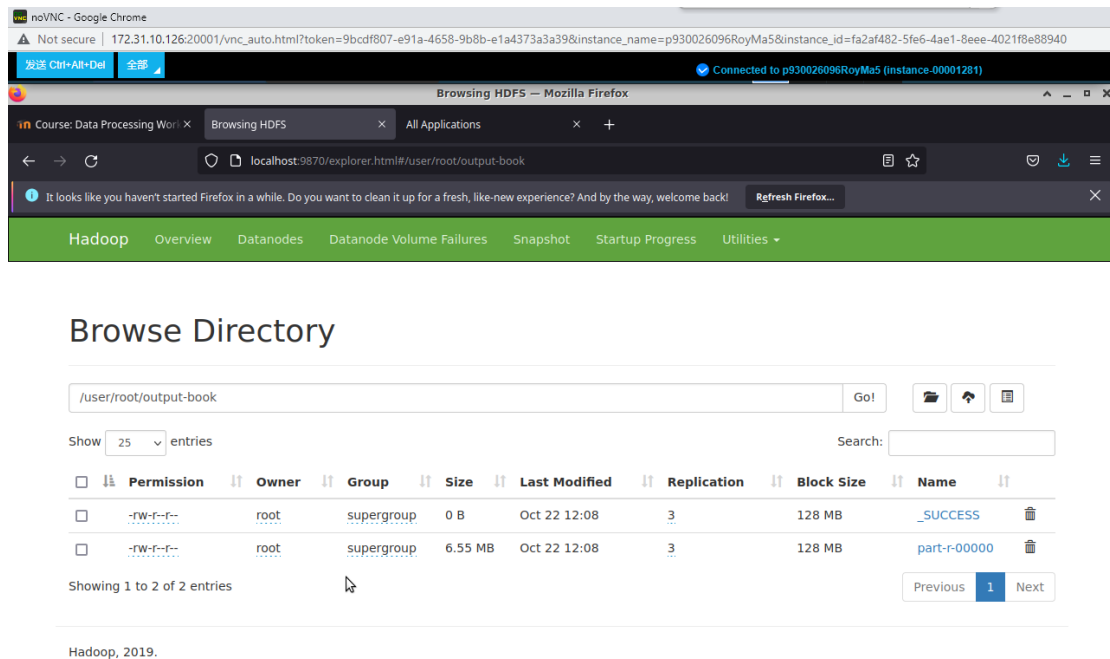 noVNC - Google Chrome
Not secure | 172.31.10.126:20001/vnc_auto.html?token=9bcdf807-e91a-4658-9b8b-e1a4373a3a39&instance_name=p930026096RoyMa5&instance_id=fa2af482-5fe6-4ae1-8eee-4021f8e88940
发送 Ctrl+Alt+Del 全部 Connected to p930026096RoyMa5 (instance-00001281)
Browsing HDFS — Mozilla Firefox
Course: Data Processing Wor Browsing HDFS All Applications
localhost:9870/explorer.html#/user/root/output-book
It looks like you haven't started Firefox in a while. Do you want to clean it up for a fresh, like-new experience? And by the way, welcome back! Refresh Firefox...
Hadoop Overview Datanodes Datanode Volume Failures Snapshot Startup Progress Utilities
Browse Directory
/user/root/output-book Go!
Show 25 entries Search:
Permission Owner Group Size Last Modified Replication Block Size Name
-rw-r--r-- root supergroup 0 B Oct 22 12:08 3 128 MB _SUCCESS
-rw-r--r-- root supergroup 6.55 MB Oct 22 12:08 3 128 MB part-r-00000
Showing 1 to 2 of 2 entries Previous 1 Next
Hadoop, 2019.